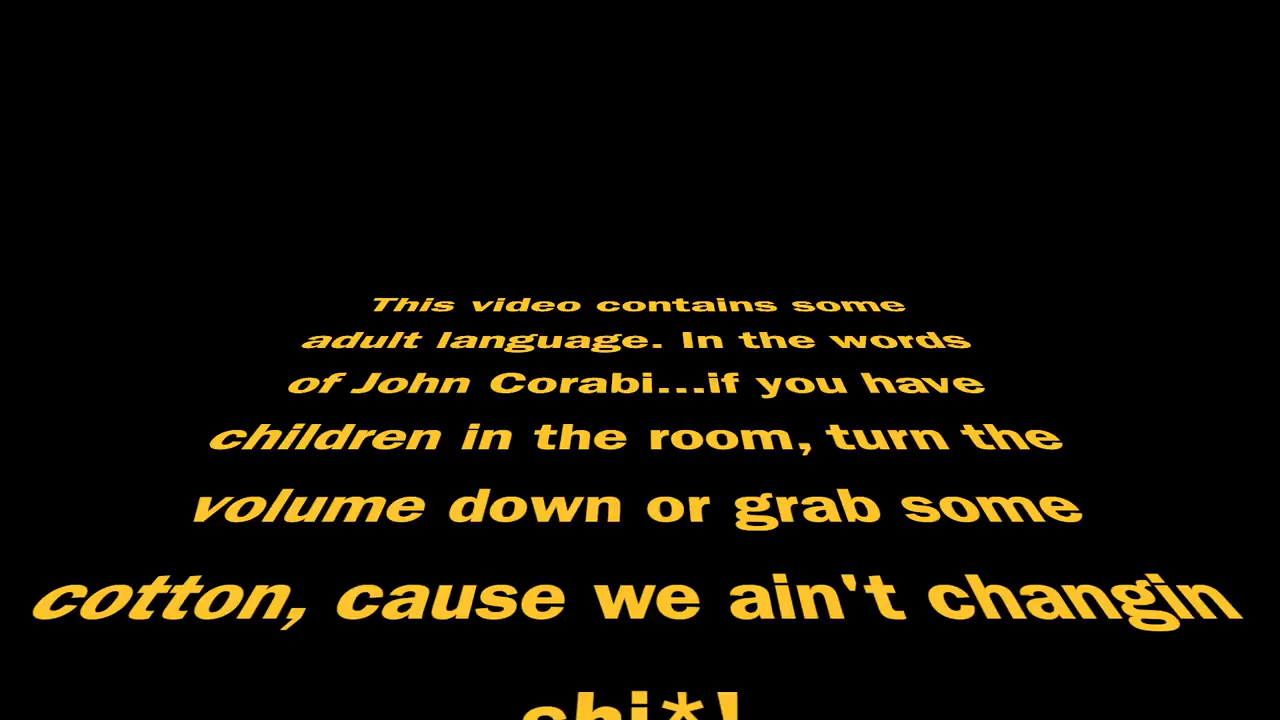 This video contains some
adult language. In the words
of John Corabi...if you have
children in the room, turn the
volume down or grab some
cotton, cause we ain't changin
shi*!